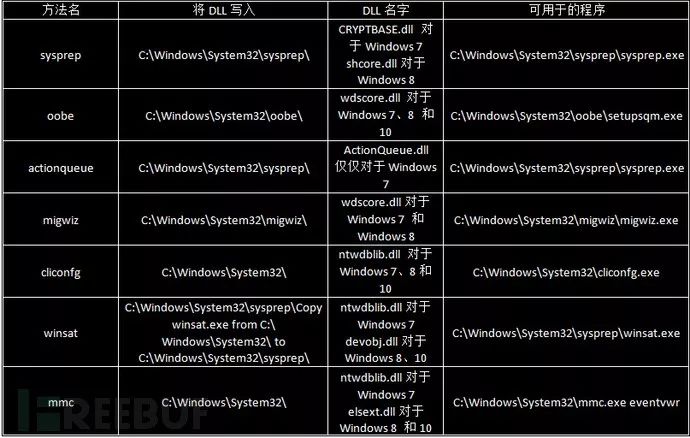 方法名 将 DLL 写入 DLL 名字 可用于的程序
sysprep C:\Windows\System32\sysprep\ CRYPTBASE.dll 对
于 Windows 7
shcore.dll 对于
Windows 8 C:\Windows\System32\sysprep\sysprep.exe
oobe C:\Windows\System32\oobe\ wdscore.dll 对于
Windows 7、8 和
10 C:\Windows\System32\oobe\setupsqm.exe
actionqueue C:\Windows\System32\sysprep\ ActionQueue.dll
仅仅对于 Windows
7 C:\Windows\System32\sysprep\sysprep.exe
migwiz C:\Windows\System32\migwiz\ wdscore.dll 对于
Windows 7 和
Windows 8 C:\Windows\System32\migwiz\migwiz.exe
cliconfg C:\Windows\System32\ ntwdblib.dll 对于
Windows 7、8 和
10 C:\Windows\System32\cliconfg.exe
winsat C:\Windows\System32\sysprep\Copy
winsat.exe from C:\
Windows\System32\ to
C:\Windows\System32\sysprep\ ntwdblib.dll 对于
Windows 7
devobj.dll 对于
Windows 8、10 C:\Windows\System32\sysprep\winsat.exe
mmc C:\Windows\System32\ ntwdblib.dll 对于
Windows 7
elsext.dll 对于
Windows 8 和 10 C:\Windows\System32\mmc.exe eventvwr
FREEBUF